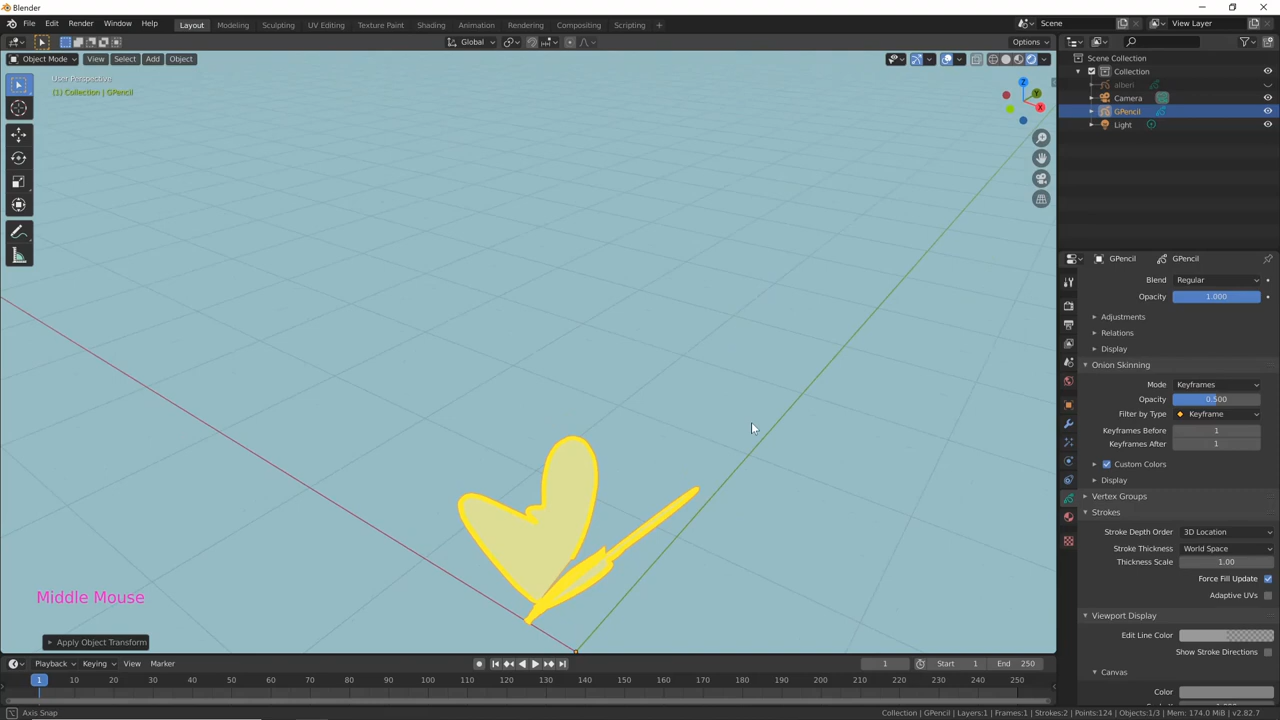 Blender
File Edit Render Window Help Layout Modeling Sculpting UV Editing Texture Paint Shading Animation Rendering Compositing Scripting + Scene View Layer
Global Options
Object Mode View Select Add Object
User Perspective
(1) Collection | GPencil
Z
Y
X
Scene Collection
Collection
alberi
Camera
GPencil
Light
GPencil GPencil
Blend Regular
Opacity 1.000
Adjustments
Relations
Display
Onion Skinning
Mode Keyframes
Opacity 0.500
Filter by Type Keyframe
Keyframes Before 1
Keyframes After 1
Custom Colors
Display
Vertex Groups
Strokes
Stroke Depth Order 3D Location
Stroke Thickness World Space
Thickness Scale 1.00
Force Fill Update
Adaptive UVs
Viewport Display
Edit Line Color
Show Stroke Directions
Canvas
Color
Middle Mouse
Apply Object Transform
Playback Keying View Marker 1 Start 1 End 250
1 10 20 30 40 50 60 70 80 90 100 110 120 130 140 150 160 170 180 190 200 210 220 230 240 250
Axis Snap Collection | GPencil | Layers:1 | Frames:1 | Strokes:2 | Points:124 | Objects:1/3 | Mem: 174.0 MiB | v2.82.7